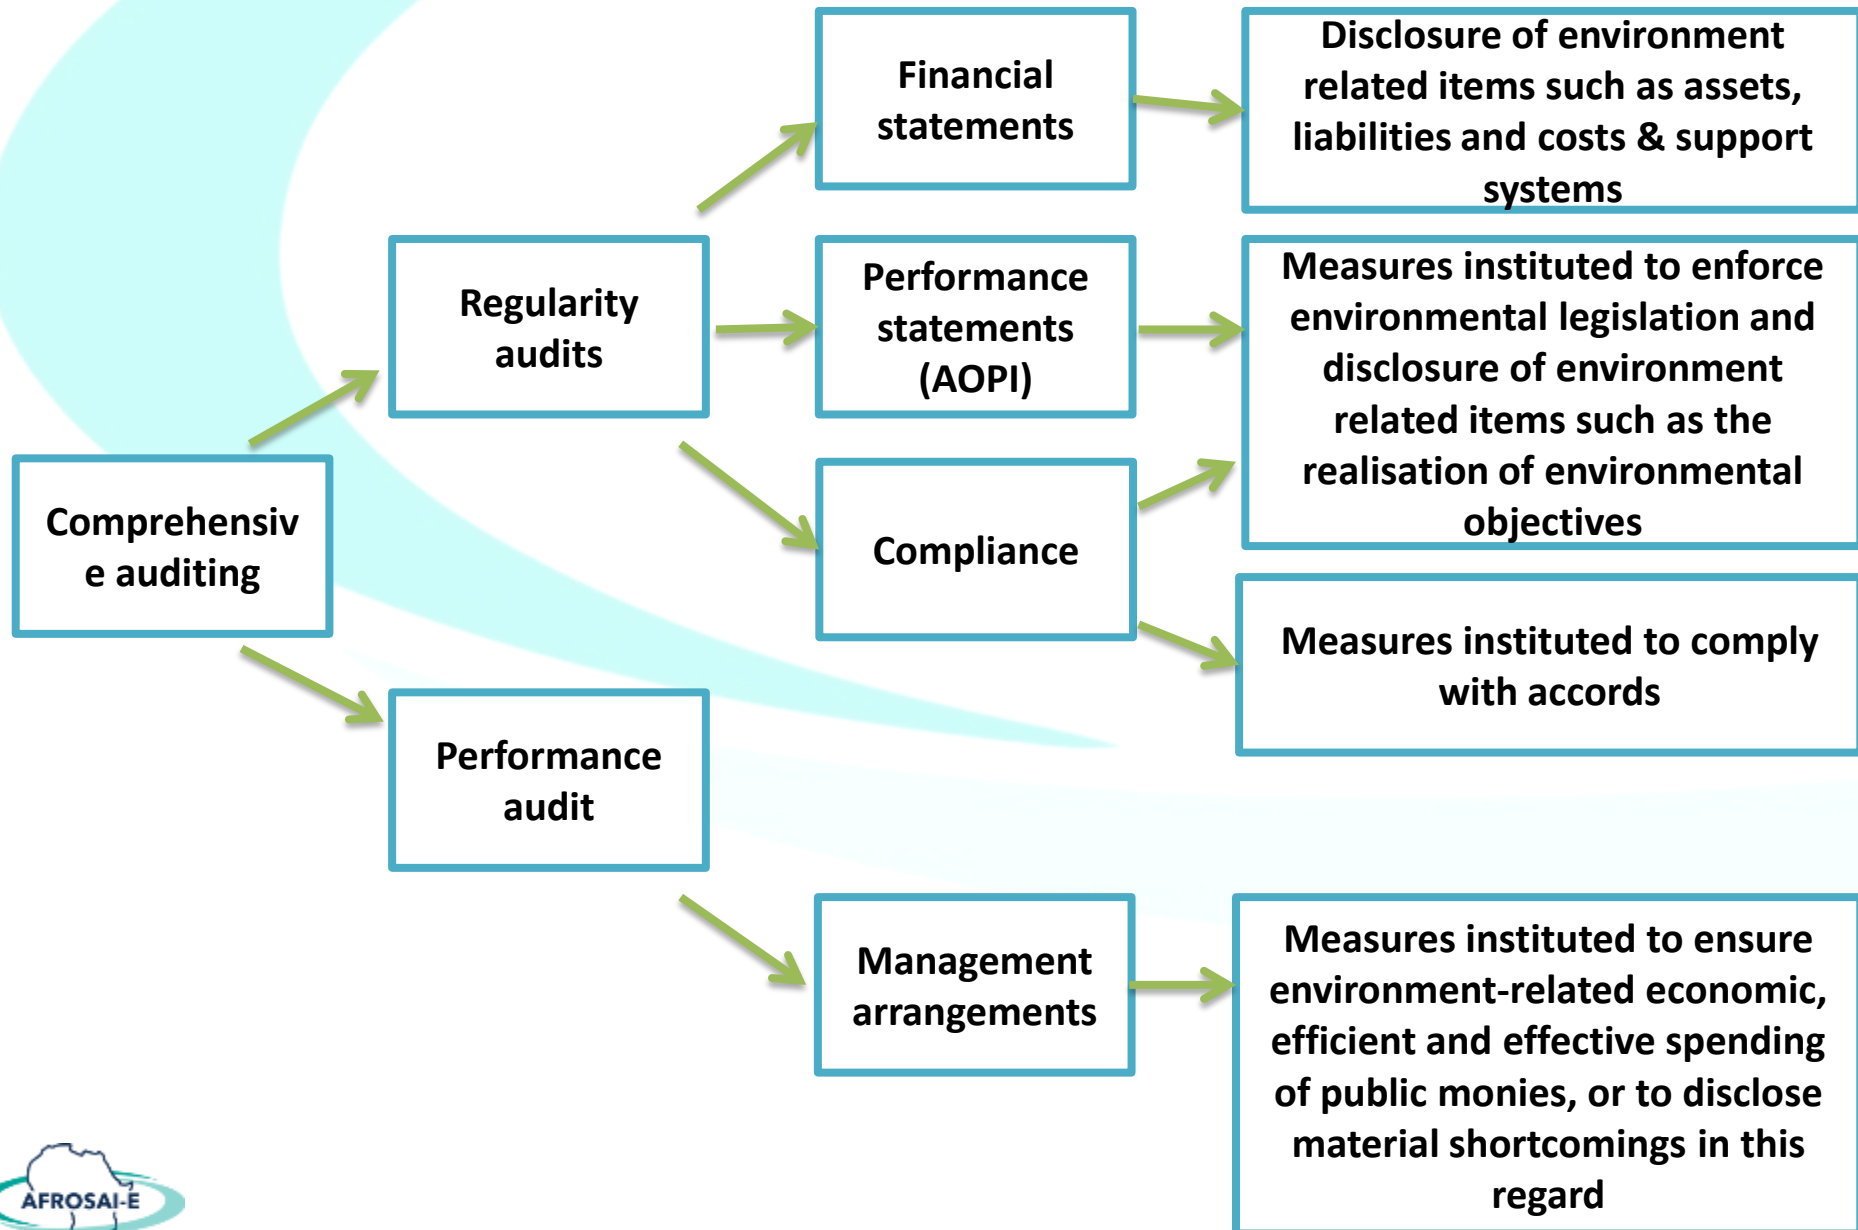 Financial
statements
Disclosure of environment
related items such as assets,
liabilities and costs & support
systems
Regularity
audits
Performance
statements
(AOPI)
Measures instituted to enforce
environmental legislation and
disclosure of environment
related items such as the
realisation of environmental
objectives
Comprehensiv
e auditing
Compliance
Measures instituted to comply
with accords
Performance
audit
Management
arrangements
Measures instituted to ensure
environment-related economic,
efficient and effective spending
of public monies, or to disclose
material shortcomings in this
regard
AFROSAI-E